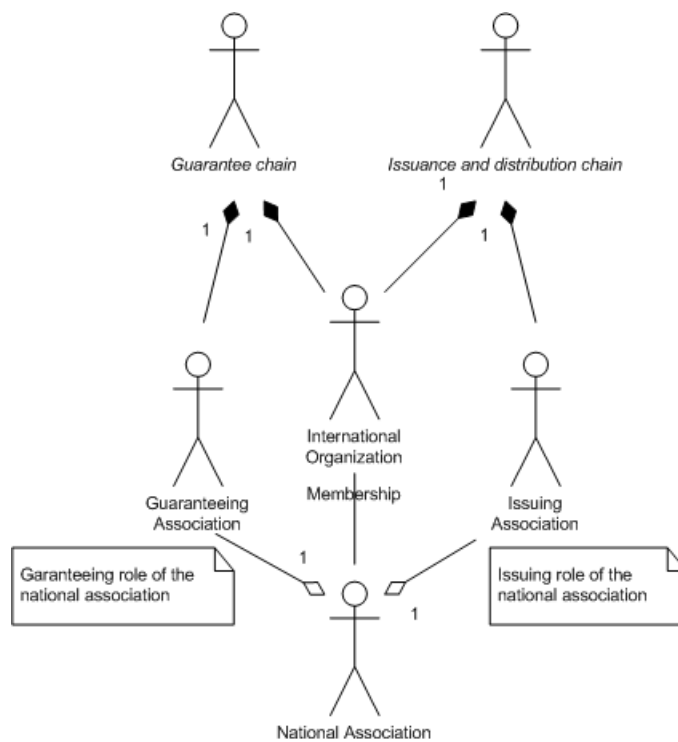 Guarantee chain
Issuance and distribution chain
1
1
1
1
International
Organization
Membership
Guaranteeing
Association
Issuing
Association
1
1
Garanteeing role of the
national association
Issuing role of the
national association
National Association